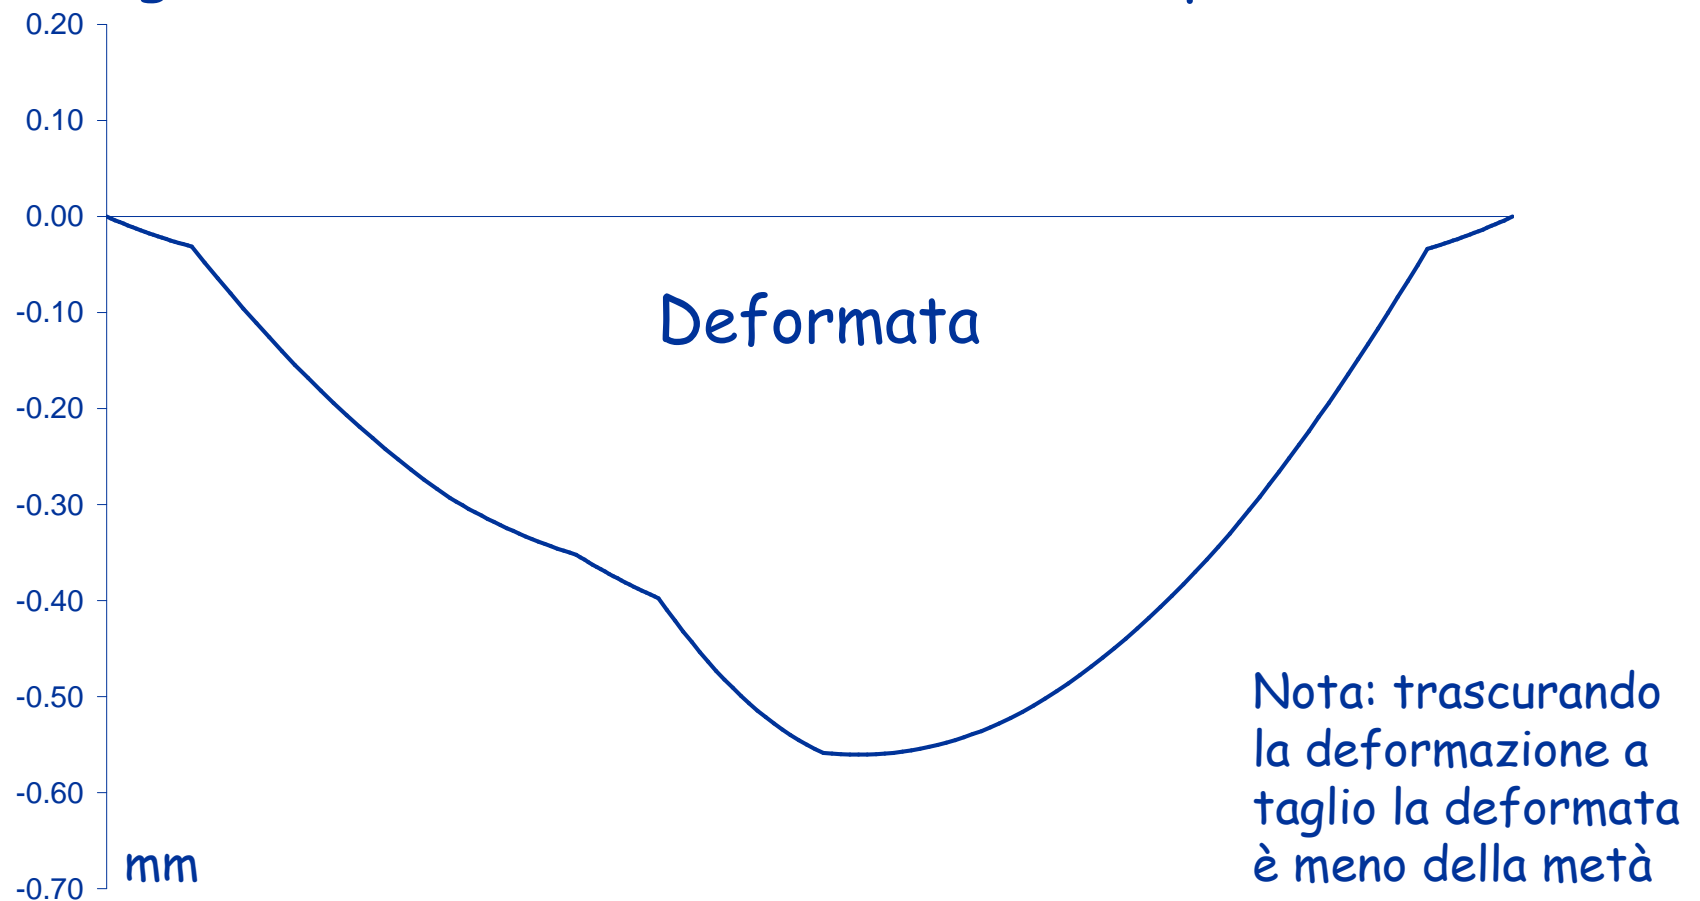 0.20
0.10
0.00
-0.10
Deformata
-0.20
-0.30
-0.40
-0.50
Nota: trascurando
la deformazione a
-0.60
taglio la deformata
mm
è meno della metà
-0.70